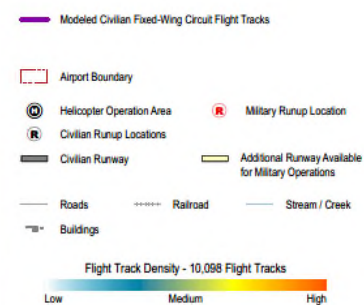 Modeled Civilian Fixed-Wing Circuit Flight Tracks
Airport Boundary
H Helicopter Operation Area
R Military Runup Location
R Civilian Runup Locations
Civilian Runway
Additional Runway Available
for Military Operations
Roads
Railroad
Stream / Creek
Buildings
Flight Track Density - 10,098 Flight Tracks
Low Medium High